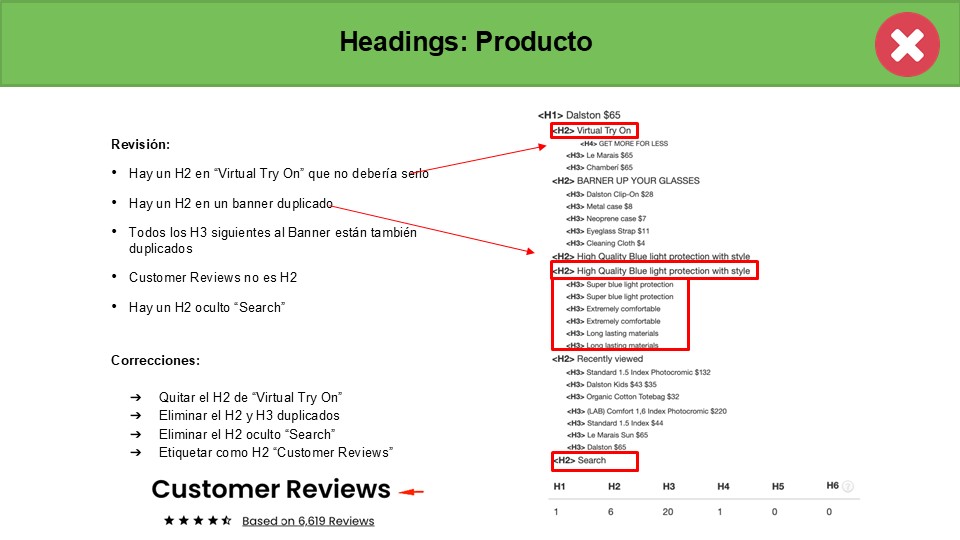 Headings: Producto
Revisión:
• Hay un H2 en “Virtual Try On” que no debería serlo
• Hay un H2 en un banner duplicado
• Todos los H3 siguientes al Banner están también
duplicados
• Customer Reviews no es H2
• Hay un H2 oculto “Search”
Correcciones:
➔ Quitar el H2 de “Virtual Try On”
➔ Eliminar el H2 y H3 duplicados
➔ Eliminar el H2 oculto “Search”
➔ Etiquetar como H2 “Customer Reviews”
Customer Reviews
Based on 6,619 Reviews
<H1> Dalston $65
<H2> Virtual Try On
<H4> GET MORE FOR LESS
<H3> Le Marais $65
<H3> Chamberí $65
<H2> BARNER UP YOUR GLASSES
<H3> Dalston Clip-On $28
<H3> Metal case $8
<H3> Neoprene case $7
<H3> Eyeglass Strap $11
<H3> Cleaning Cloth $4
<H2> High Quality Blue light protection with style
<H2> High Quality Blue light protection with style
<H3> Super blue light protection
<H3> Super blue light protection
<H3> Extremely comfortable
<H3> Extremely comfortable
<H3> Long lasting materials
<H3> Long lasting materials
<H2> Recently viewed
<H3> Standard 1.5 Index Photocromic $132
<H3> Dalston Kids $43 $35
<H3> Organic Cotton Totebag $32
<H3> (LAB) Comfort 1,6 Index Photocromic $220
<H3> Standard 1.5 Index $44
<H3> Le Marais Sun $65
<H3> Dalston $65
<H2> Search
H1 H2 H3 H4 H5 H6 ?
1 6 20 1 0 0